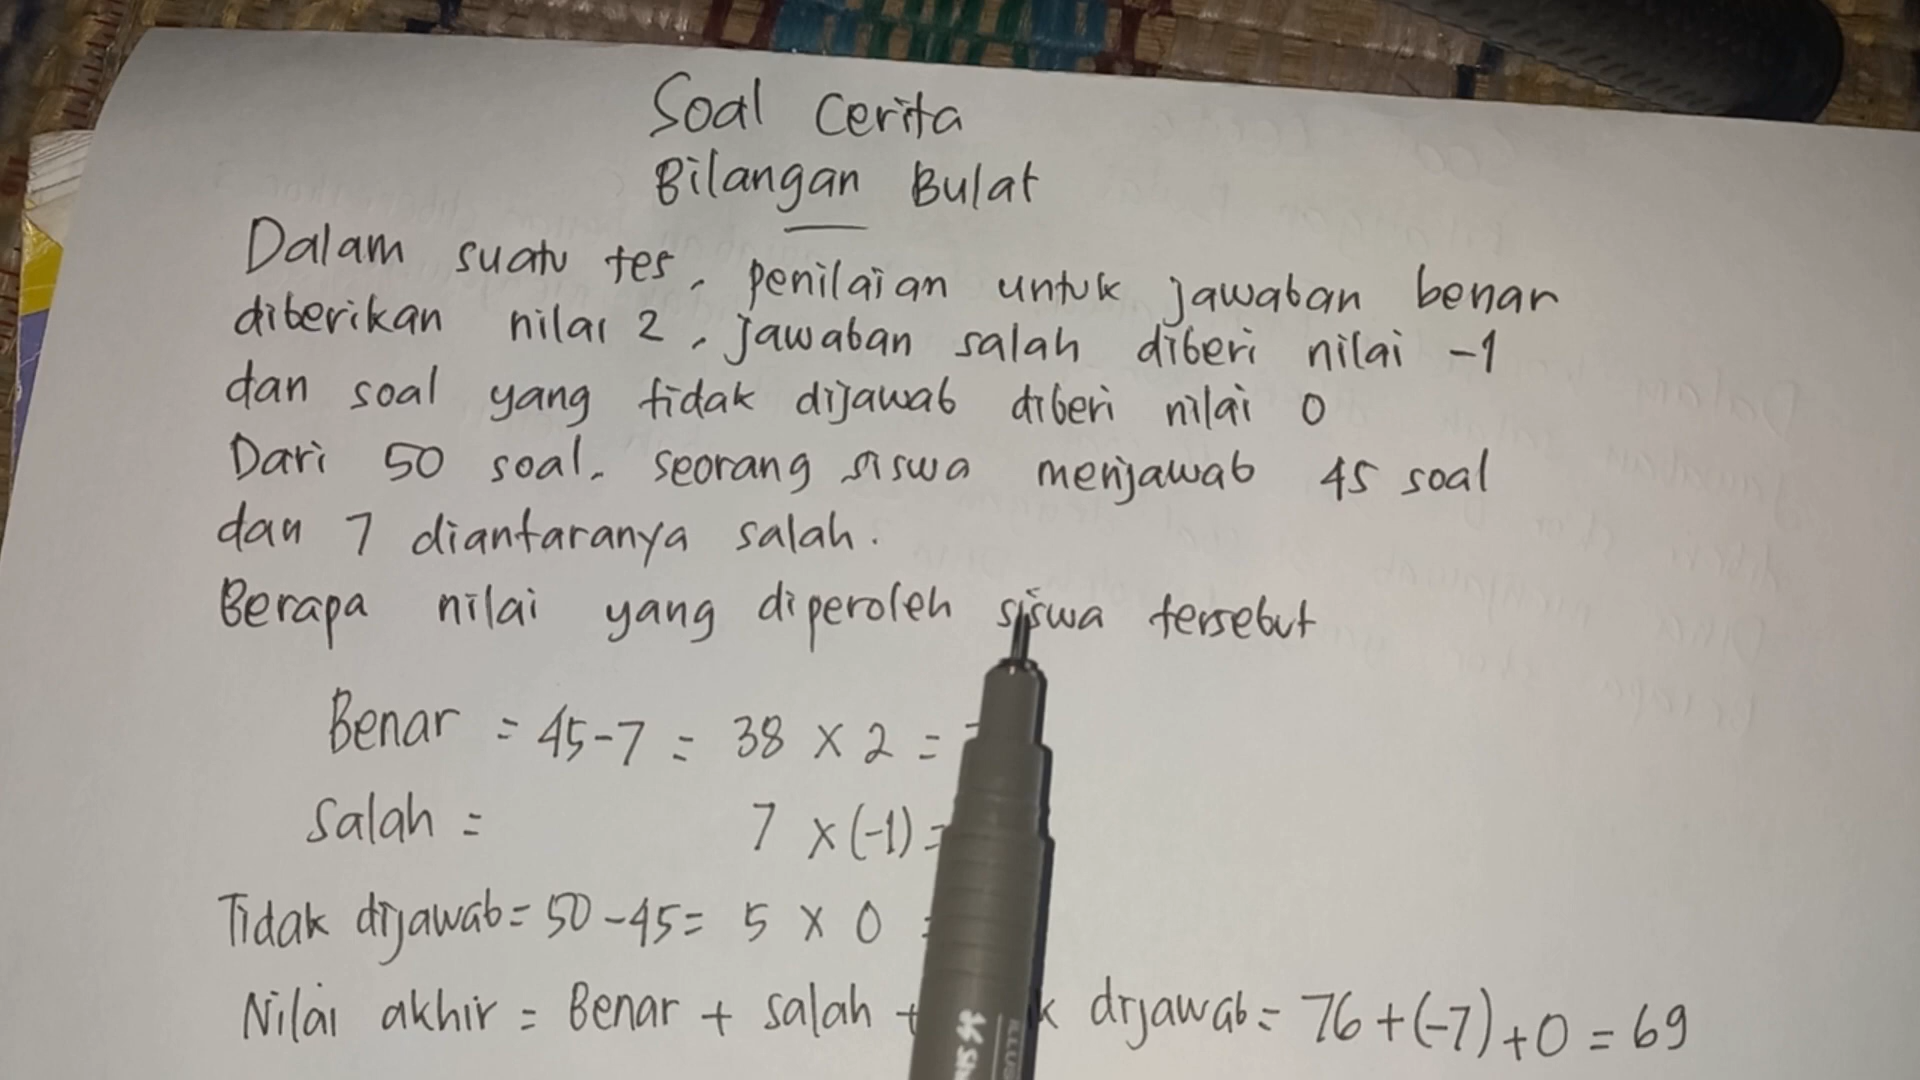 Soal Cerita
Bilangan Bulat
Dalam suatu tes, penilaian untuk jawaban benar
diberikan nilai 2, jawaban salah diberi nilai -1
dan soal yang tidak dijawab diberi nilai 0
Dari 50 soal, seorang siswa menjawab 45 soal
dan 7 diantaranya salah.
Berapa nilai yang diperoleh siswa tersebut
Benar = 45-7 = 38 x 2 =
Salah = 7 x (-1) =
Tidak dijawab = 50-45 = 5 x 0
Nilai akhir = Benar + salah + dijawab = 76 + (-7) + 0 = 69